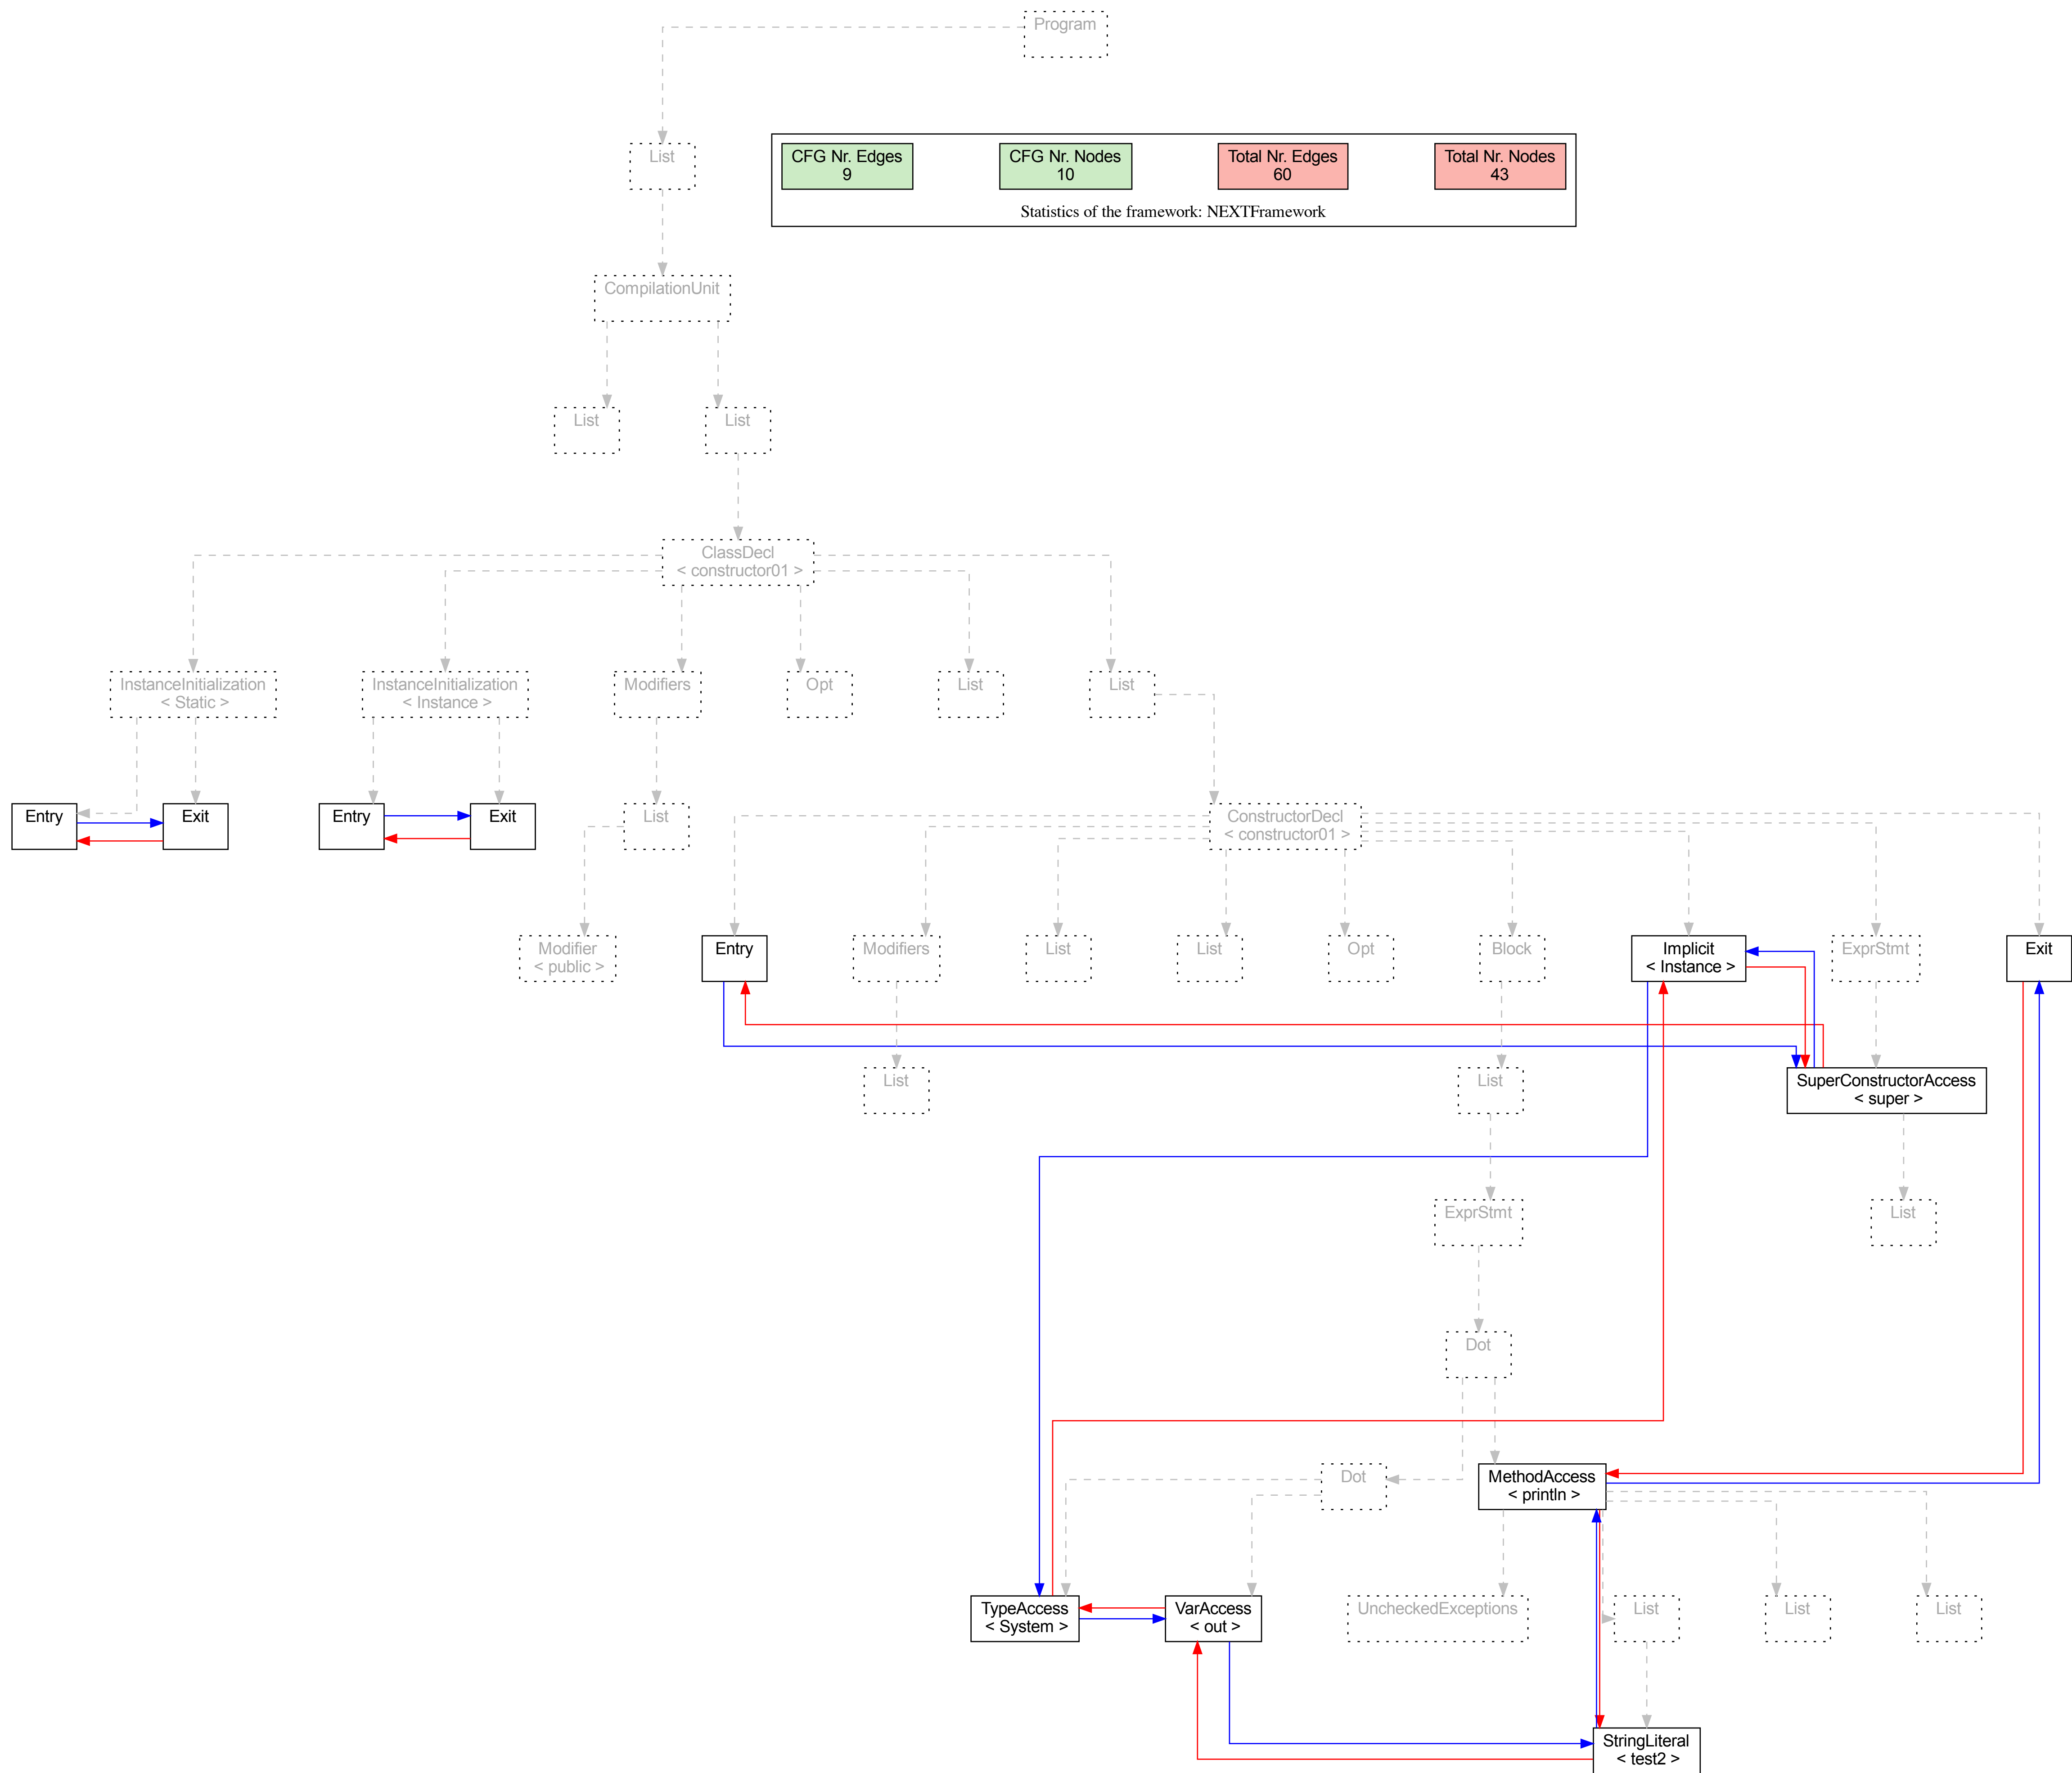 Program
List
CFG Nr. Edges
9
CFG Nr. Nodes
10
Total Nr. Edges
60
Total Nr. Nodes
43
Statistics of the framework: NEXTFramework
CompilationUnit
List
List
ClassDecl
< constructor01 >
InstanceInitialization
< Static >
InstanceInitialization
< Instance >
Modifiers
Opt
List
List
Entry
Exit
Entry
Exit
List
ConstructorDecl
< constructor01 >
Modifier
< public >
Entry
Modifiers
List
List
Opt
Block
Implicit
< Instance >
ExprStmt
Exit
List
List
SuperConstructorAccess
< super >
ExprStmt
List
Dot
Dot
MethodAccess
< println >
TypeAccess
< System >
VarAccess
< out >
UncheckedExceptions
List
List
List
StringLiteral
< test2 >